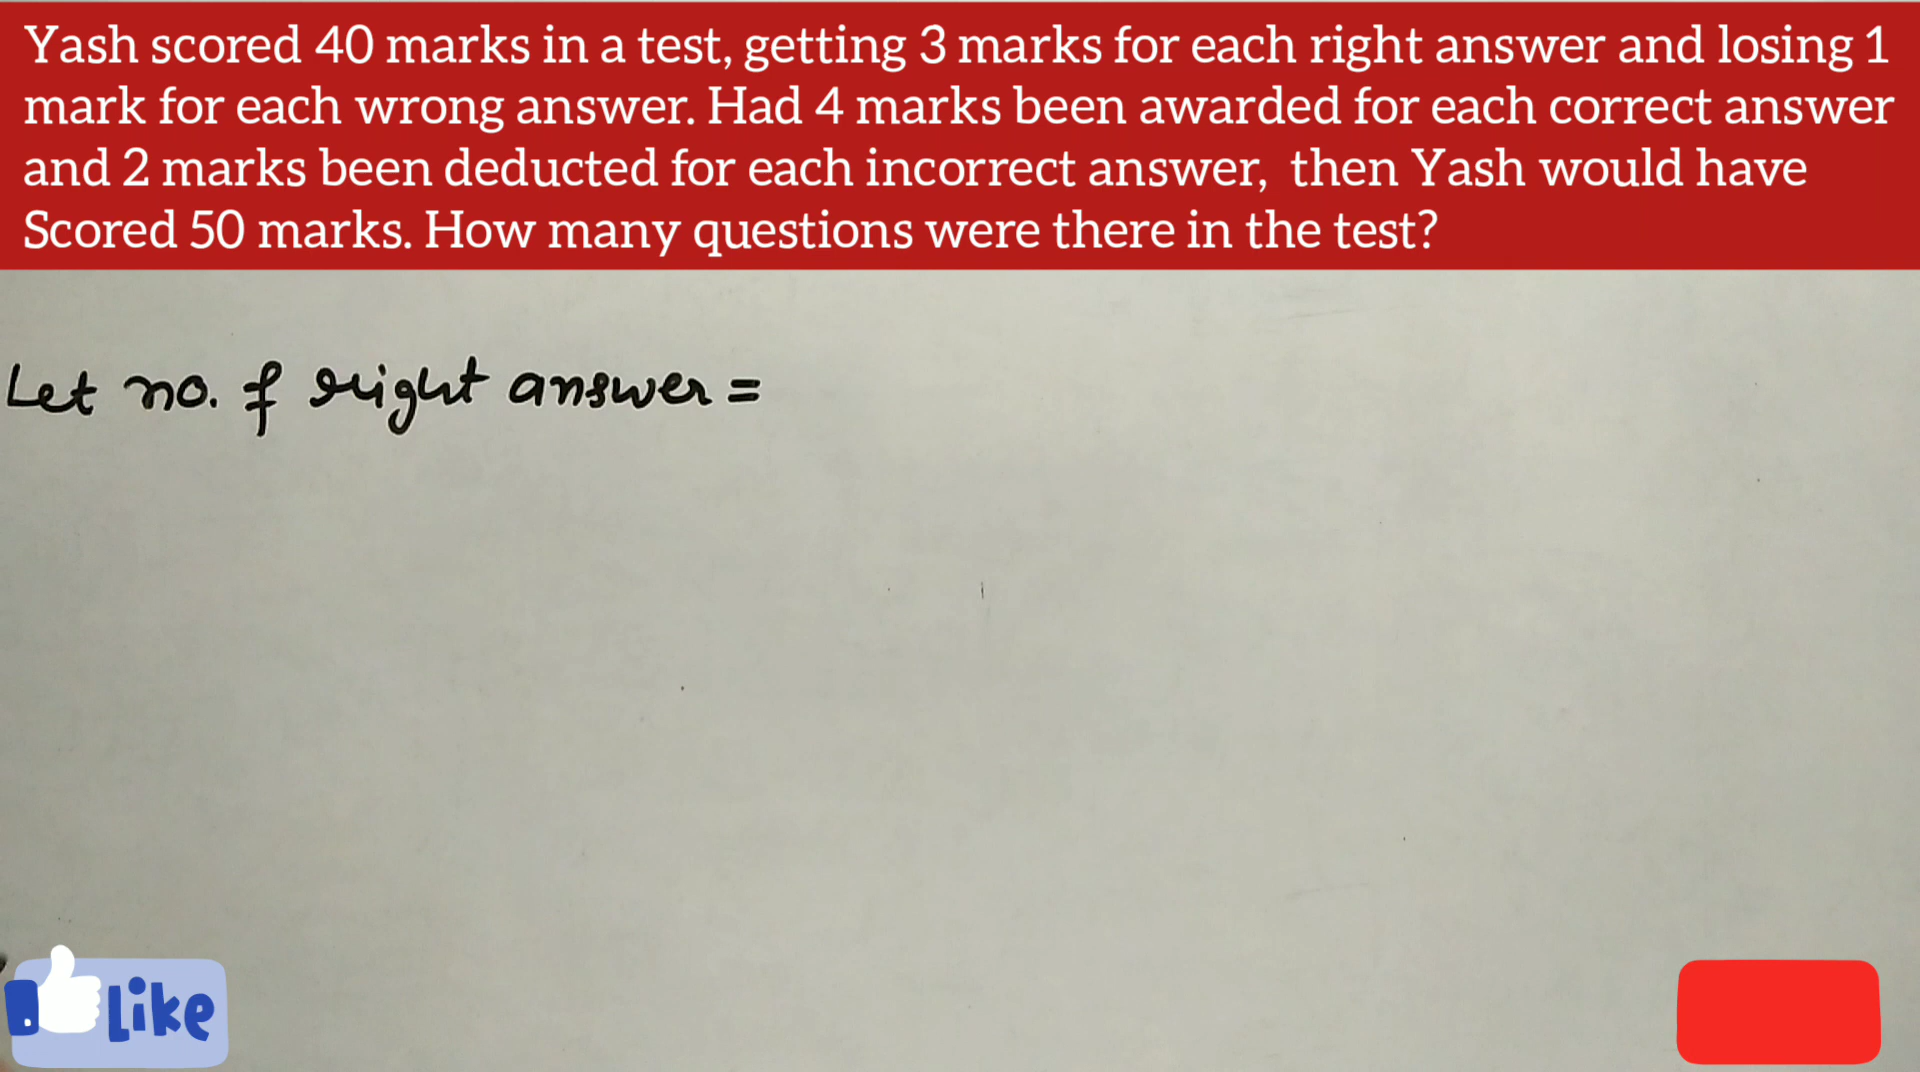 Yash scored 40 marks in a test, getting 3 marks for each right answer and losing 1
mark for each wrong answer. Had 4 marks been awarded for each correct answer
and 2 marks been deducted for each incorrect answer, then Yash would have
Scored 50 marks. How many questions were there in the test?
Let no. of right answer =
Like